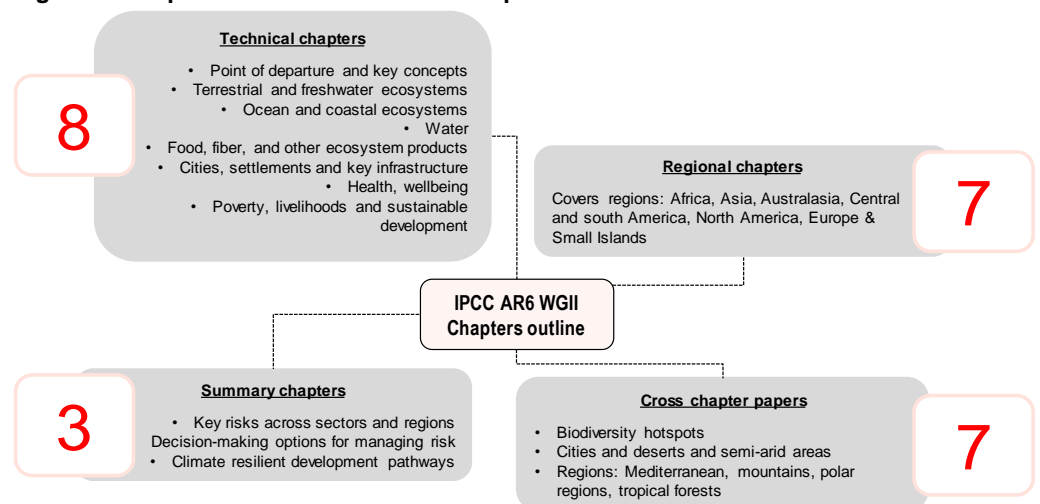 Technical chapters
• Point of departure and key concepts
• Terrestrial and freshwater ecosystems
• Ocean and coastal ecosystems
• Water
• Food, fiber, and other ecosystem products
• Cities, settlements and key infrastructure
• Health, wellbeing
• Poverty, livelihoods and sustainable
development
8
Regional chapters
Covers regions: Africa, Asia, Australasia, Central
and south America, North America, Europe &
Small Islands
7
IPCC AR6 WGII
Chapters outline
Summary chapters
• Key risks across sectors and regions
Decision-making options for managing risk
• Climate resilient development pathways
3
Cross chapter papers
• Biodiversity hotspots
• Cities and deserts and semi-arid areas
• Regions: Mediterranean, mountains, polar
regions, tropical forests
7